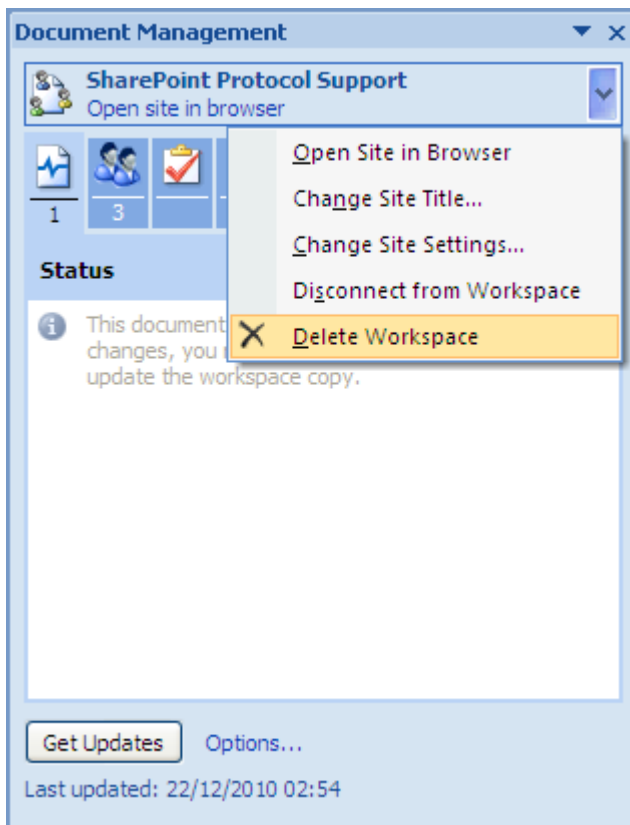 Document Management
SharePoint Protocol Support
Open site in browser
1
3
Open Site in Browser
Change Site Title...
Change Site Settings...
Disconnect from Workspace
Delete Workspace
Status
This document
changes, you
update the workspace copy.
Get Updates
Options...
Last updated: 22/12/2010 02:54